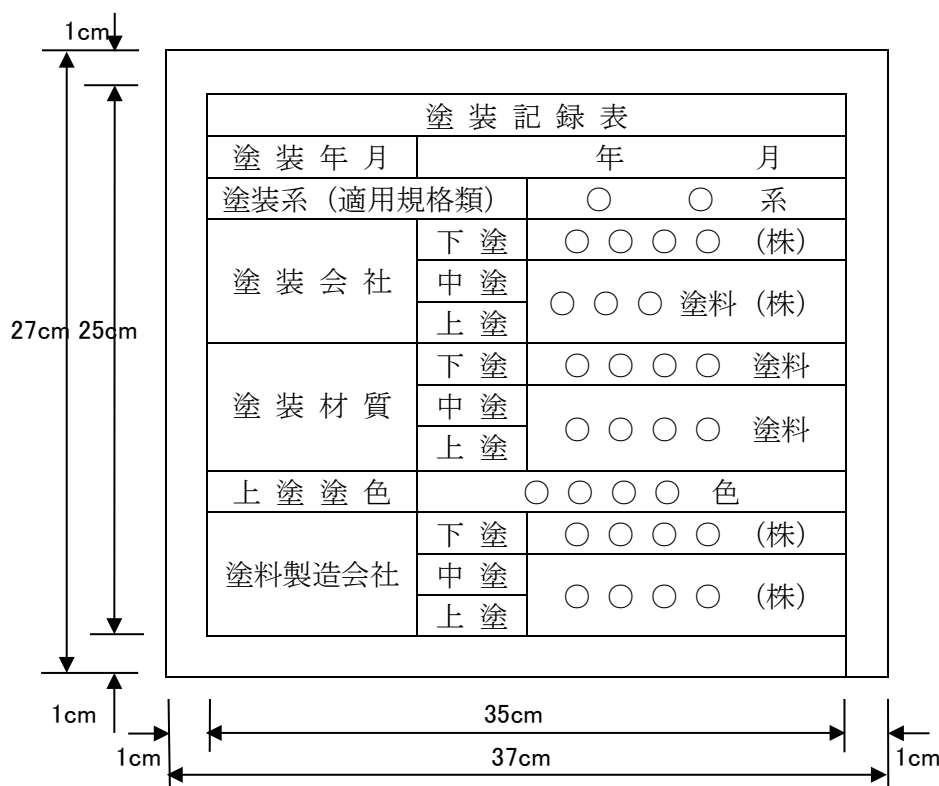 1cm
塗 装 記 録 表
塗 装 年 月 年 月
塗装系（適用規格類） ○ ○ 系
塗 装 会 社 下 塗 ○ ○ ○ ○ （株）
中 塗 ○ ○ ○ 塗料（株）
上 塗
27cm 25cm
塗 装 材 質 下 塗 ○ ○ ○ ○ 塗料
中 塗 ○ ○ ○ ○ 塗料
上 塗
上 塗 塗 色 ○ ○ ○ ○ 色
塗料製造会社 下 塗 ○ ○ ○ ○ （株）
中 塗 ○ ○ ○ ○ （株）
上 塗
1cm
35cm
1cm 37cm 1cm